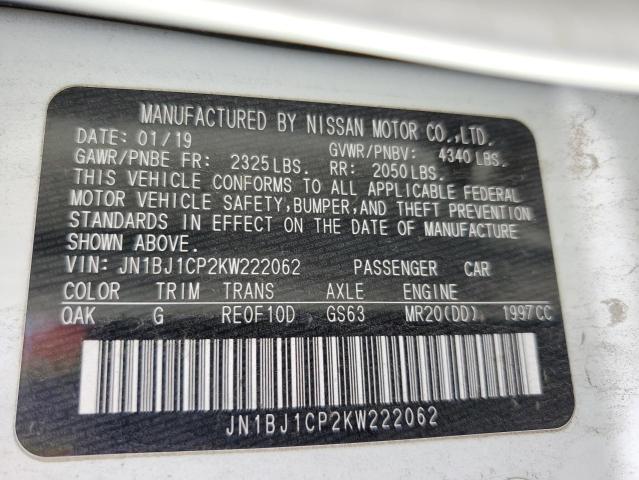 MANUFACTURED BY NISSAN MOTOR CO.,LTD.
DATE: 01/19 GVWR/PNBV: 4340 LBS.
GAWR/PNBE FR: 2325 LBS. RR: 2050 LBS.
THIS VEHICLE CONFORMS TO ALL APPLICABLE FEDERAL
MOTOR VEHICLE SAFETY, BUMPER, AND THEFT PREVENTION
STANDARDS IN EFFECT ON THE DATE OF MANUFACTURE
SHOWN ABOVE.
VIN: JN1BJ1CP2KW222062 PASSENGER CAR
COLOR TRIM TRANS AXLE ENGINE
QAK G RE0F10D GS63 MR20(DD), 1997CC
JN1BJ1CP2KW222062